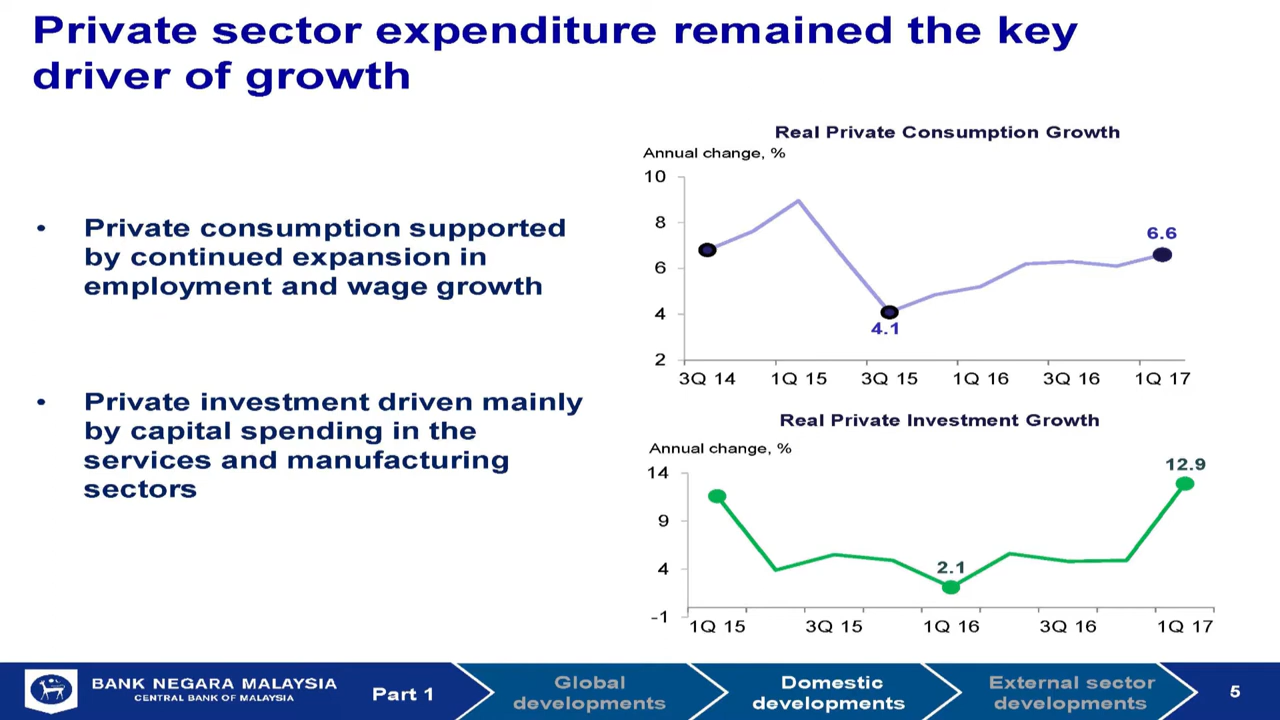 Private sector expenditure remained the key
driver of growth
• Private consumption supported
by continued expansion in
employment and wage growth
• Private investment driven mainly
by capital spending in the
services and manufacturing
sectors
Real Private Consumption Growth
Annual change, %
10
8
6
4
2
6.6
4.1
3Q 14 1Q 15 3Q 15 1Q 16 3Q 16 1Q 17
Real Private Investment Growth
Annual change, %
14
9
4
-1
12.9
2.1
1Q 15 3Q 15 1Q 16 3Q 16 1Q 17
BANK NEGARA MALAYSIA
CENTRAL BANK OF MALAYSIA
Part 1
Global
developments
Domestic
developments
External sector
developments
5